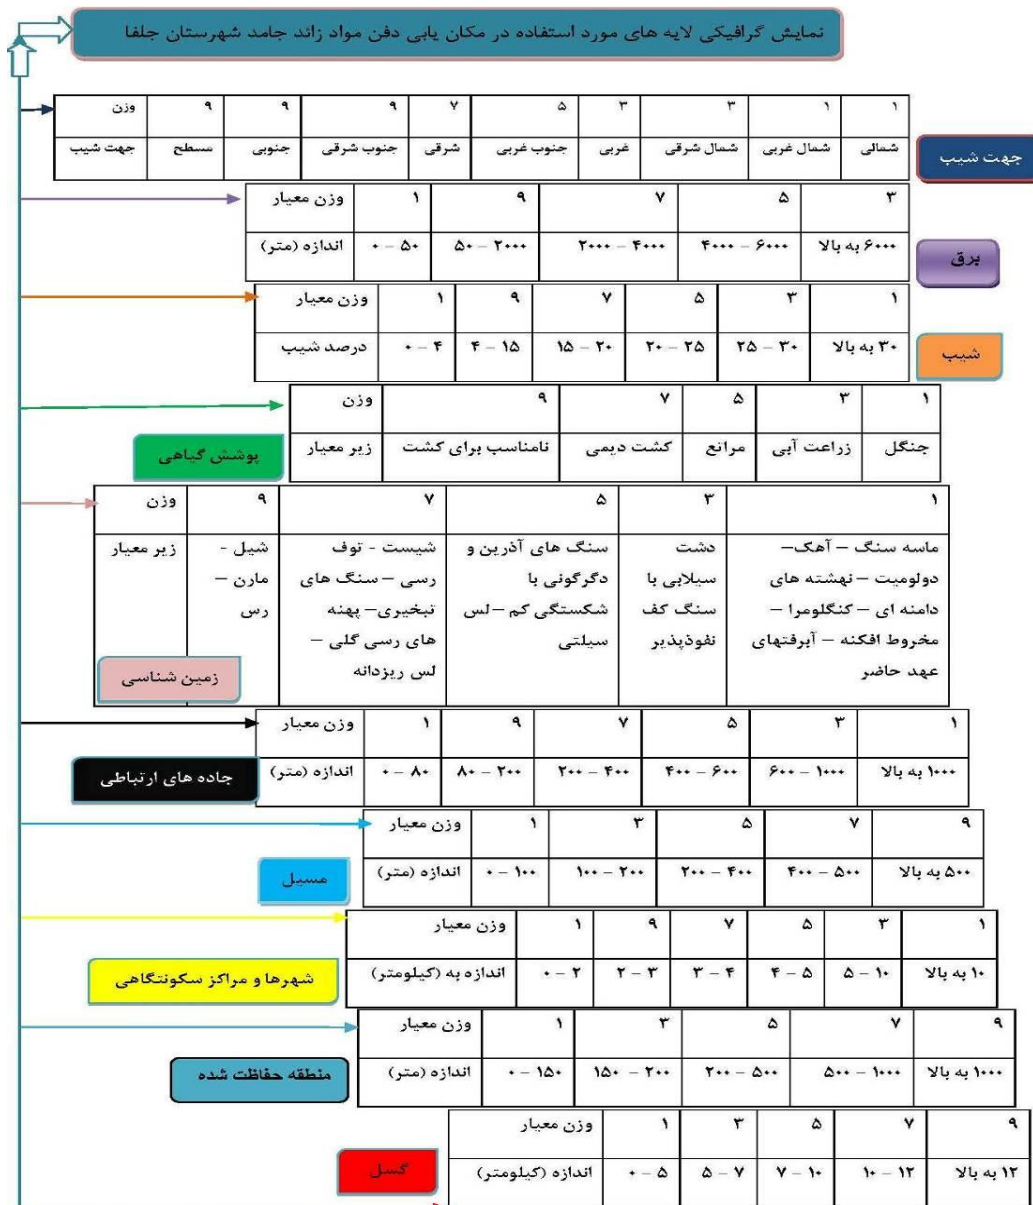 نمایش گرافیکی لایه های مورد استفاده در مکان یابی دفن مواد زائد جامد شهرستان جلفا
جهت شیب
وزن ۹ ۹ ۹ ۷ ۵ ۳ ۳ ۱ ۱
جهت شیب مسطح جنوبی جنوب شرقی شرقی جنوب غربی غربی شمال شرقی شمال غربی شمالی
برق
وزن معیار ۱ ۹ ۷ ۵ ۳
اندازه (متر) ۰ – ۵۰ ۵۰ – ۲۰۰۰ ۲۰۰۰ – ۴۰۰۰ ۴۰۰۰ – ۶۰۰۰ ۶۰۰۰ به بالا
شیب
وزن معیار ۱ ۹ ۷ ۵ ۳ ۱
درصد شیب ۰ – ۴ ۴ – ۱۵ ۱۵ – ۲۰ ۲۰ – ۲۵ ۲۵ – ۳۰ ۳۰ به بالا
پوشش گیاهی
وزن ۹ ۷ ۵ ۳ ۱
زیر معیار نامناسب برای کشت کشت دیمی مراتع زراعت آبی جنگل
زمین شناسی
وزن ۹ ۷ ۵ ۳ ۱
زیر معیار
شیل -
مارن –
رس
شیست - توف
رسی – سنگ های
تبخیری – پهنه
های رسی گلی –
لس ریزدانه
سنگ های آذرین و
دگرگونی با
شکستگی کم – لس
سیلتی
دشت
سیلابی با
سنگ کف
نفوذپذیر
ماسه سنگ – آهک –
دولومیت – نهشته های
دامنه ای – کنگلومرا –
مخروط افکنه – آبرفتهای
عهد حاضر
جاده های ارتباطی
وزن معیار ۱ ۹ ۷ ۵ ۳ ۱
اندازه (متر) ۰ – ۸۰ ۸۰ – ۲۰۰ ۲۰۰ – ۴۰۰ ۴۰۰ – ۶۰۰ ۶۰۰ – ۱۰۰۰ ۱۰۰۰ به بالا
مسیل
وزن معیار ۱ ۳ ۵ ۷ ۹
اندازه (متر) ۰ – ۱۰۰ ۱۰۰ – ۲۰۰ ۲۰۰ – ۴۰۰ ۴۰۰ – ۵۰۰ ۵۰۰ به بالا
شهرها و مراکز سکونتگاهی
وزن معیار ۱ ۹ ۷ ۵ ۳ ۱
اندازه به (کیلومتر) ۰ – ۲ ۲ – ۳ ۳ – ۴ ۴ – ۵ ۵ – ۱۰ ۱۰ به بالا
منطقه حفاظت شده
وزن معیار ۱ ۳ ۵ ۷ ۹
اندازه (متر) ۰ – ۱۵۰ ۱۵۰ – ۲۰۰ ۲۰۰ – ۵۰۰ ۵۰۰ – ۱۰۰۰ ۱۰۰۰ به بالا
گسل
وزن معیار ۱ ۳ ۵ ۷ ۹
اندازه (کیلومتر) ۰ – ۵ ۵ – ۷ ۷ – ۱۰ ۱۰ – ۱۲ ۱۲ به بالا